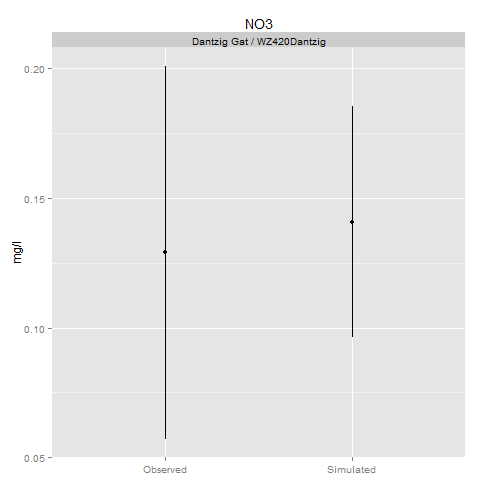 NO3
Dantzig Gat / WZ420Dantzig
0.20
0.15
0.10
0.05
mg/l
Observed
Simulated